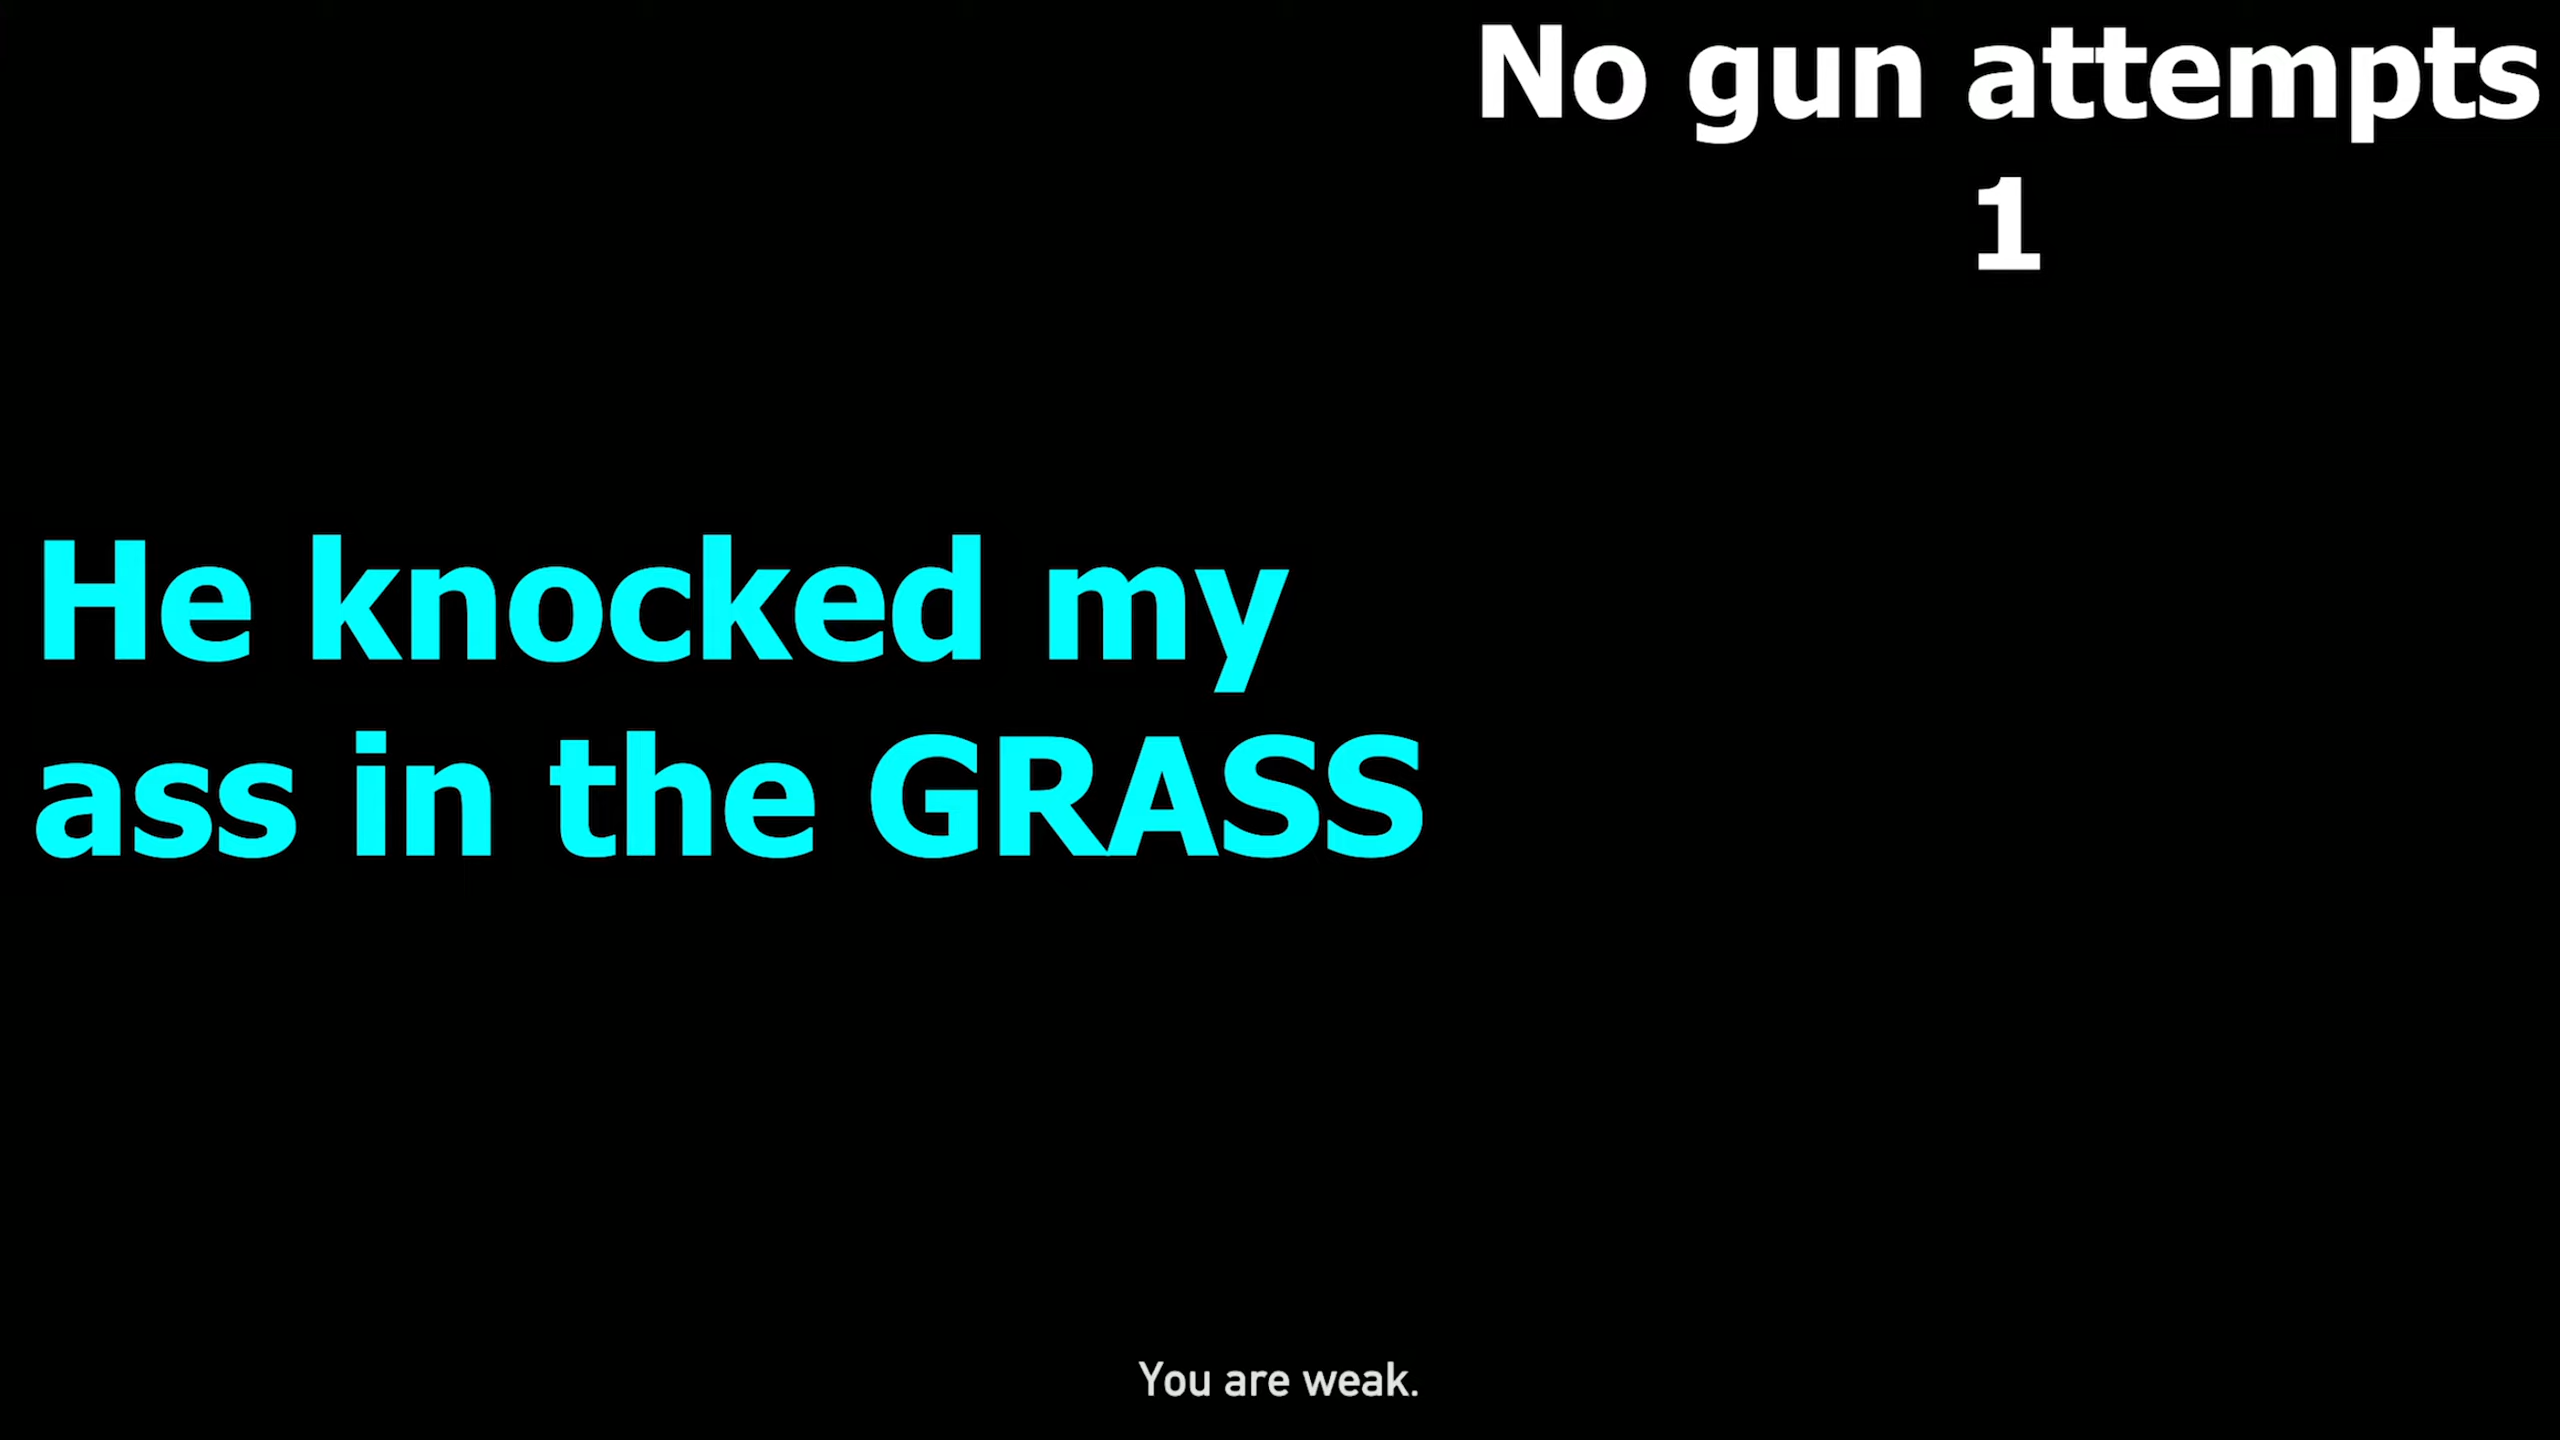 No gun attempts
1
He knocked my
ass in the GRASS
You are weak.